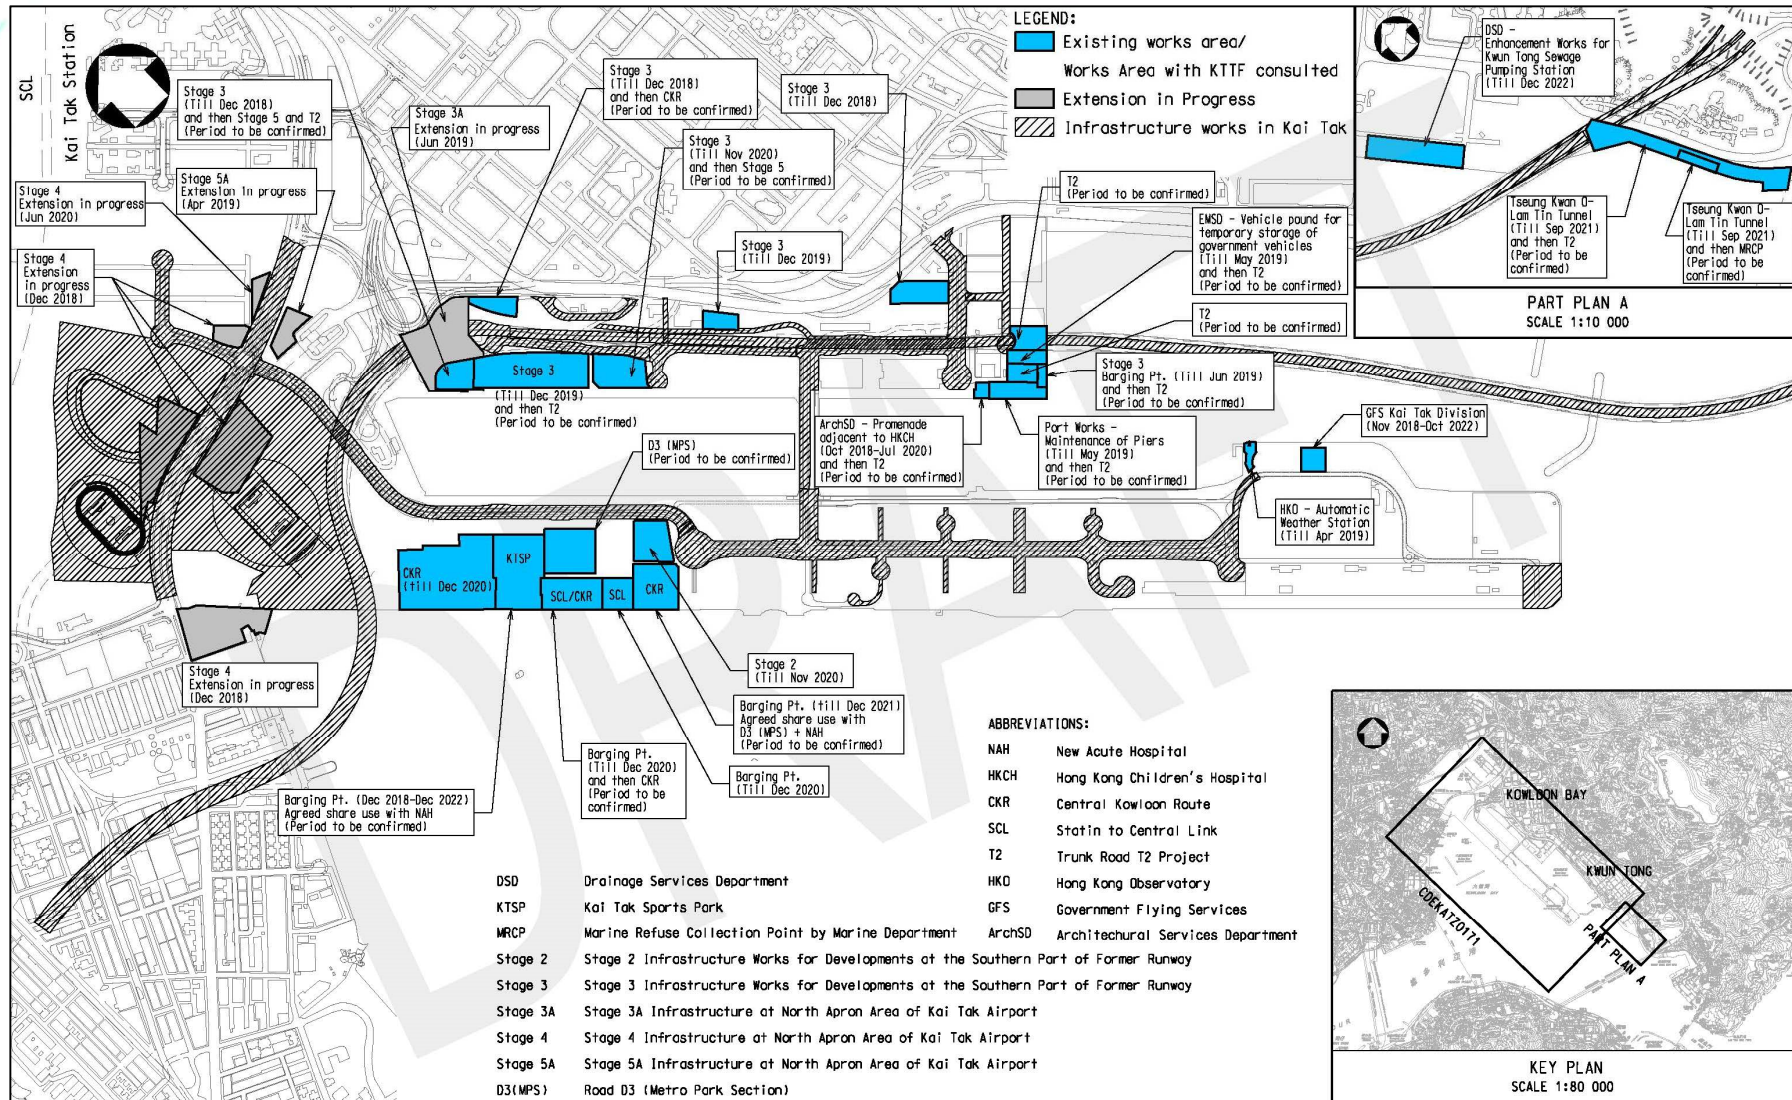 SCL
Kai Tak Station
LEGEND:
Existing works area/
Works Area with KTTF consulted
Extension in Progress
Infrastructure works in Kai Tak
Stage 3
(Till Dec 2018)
and then Stage 5 and T2
(Period to be confirmed)
Stage 3A
Extension in progress
(Jun 2019)
Stage 3
(Till Dec 2018)
and then CKR
(Period to be confirmed)
Stage 3
(Till Dec 2018)
Stage 3
(Till Nov 2020)
and then Stage 5
(Period to be confirmed)
Stage 4
Extension in progress
(Jun 2020)
Stage 5A
Extension in progress
(Apr 2019)
Stage 4
Extension
in progress
(Dec 2018)
Stage 3
(Till Dec 2019)
T2
(Period to be confirmed)
EMSD - Vehicle pound for
temporary storage of
government vehicles
(Till May 2019)
and then T2
(Period to be confirmed)
T2
(Period to be confirmed)
Stage 3
Barging Pt. (Till Jun 2019)
and then T2
(Period to be confirmed)
Stage 3
(Till Dec 2019)
and then T2
(Period to be confirmed)
D3 (MPS)
(Period to be confirmed)
ArchSD - Promenade
adjacent to HKCH
(Oct 2018-Jul 2020)
and then T2
(Period to be confirmed)
Port Works -
Maintenance of Piers
(Till May 2019)
and then T2
(Period to be confirmed)
GFS Kai Tak Division
(Nov 2018-Oct 2022)
HKO - Automatic
Weather Station
(Till Apr 2019)
CKR
(till Dec 2020)
KTSP
SCL/CKR
SCL
CKR
Stage 4
Extension in progress
(Dec 2018)
Stage 2
(Till Nov 2020)
Barging Pt. (till Dec 2021)
Agreed share use with
D3 (MPS) + NAH
(Period to be confirmed)
Barging Pt.
(Till Dec 2020)
Barging Pt.
(Till Dec 2020)
and then CKR
(Period to be
confirmed)
Barging Pt. (Dec 2018-Dec 2022)
Agreed share use with NAH
(Period to be confirmed)
DSD -
Enhancement Works for
Kwun Tong Sewage
Pumping Station
(Till Dec 2022)
Tseung Kwan O-
Lam Tin Tunnel
(Till Sep 2021)
and then T2
(Period to be
confirmed)
Tseung Kwan O-
Lam Tin Tunnel
(Till Sep 2021)
and then MRCP
(Period to be
confirmed)
PART PLAN A
SCALE 1:10 000
ABBREVIATIONS:
NAH New Acute Hospital
HKCH Hong Kong Children's Hospital
CKR Central Kowloon Route
SCL Statin to Central Link
T2 Trunk Road T2 Project
HKO Hong Kong Observatory
GFS Government Flying Services
ArchSD Architechural Services Department
DSD Drainage Services Department
KTSP Kai Tak Sports Park
MRCP Marine Refuse Collection Point by Marine Department
Stage 2 Stage 2 Infrastructure Works for Developments at the Southern Part of Former Runway
Stage 3 Stage 3 Infrastructure Works for Developments at the Southern Part of Former Runway
Stage 3A Stage 3A Infrastructure at North Apron Area of Kai Tak Airport
Stage 4 Stage 4 Infrastructure at North Apron Area of Kai Tak Airport
Stage 5A Stage 5A Infrastructure at North Apron Area of Kai Tak Airport
D3(MPS) Road D3 (Metro Park Section)
KOWLOON BAY
KWUN TONG
CDEKATZ0171
PART PLAN A
KEY PLAN
SCALE 1:80 000
DRAFT